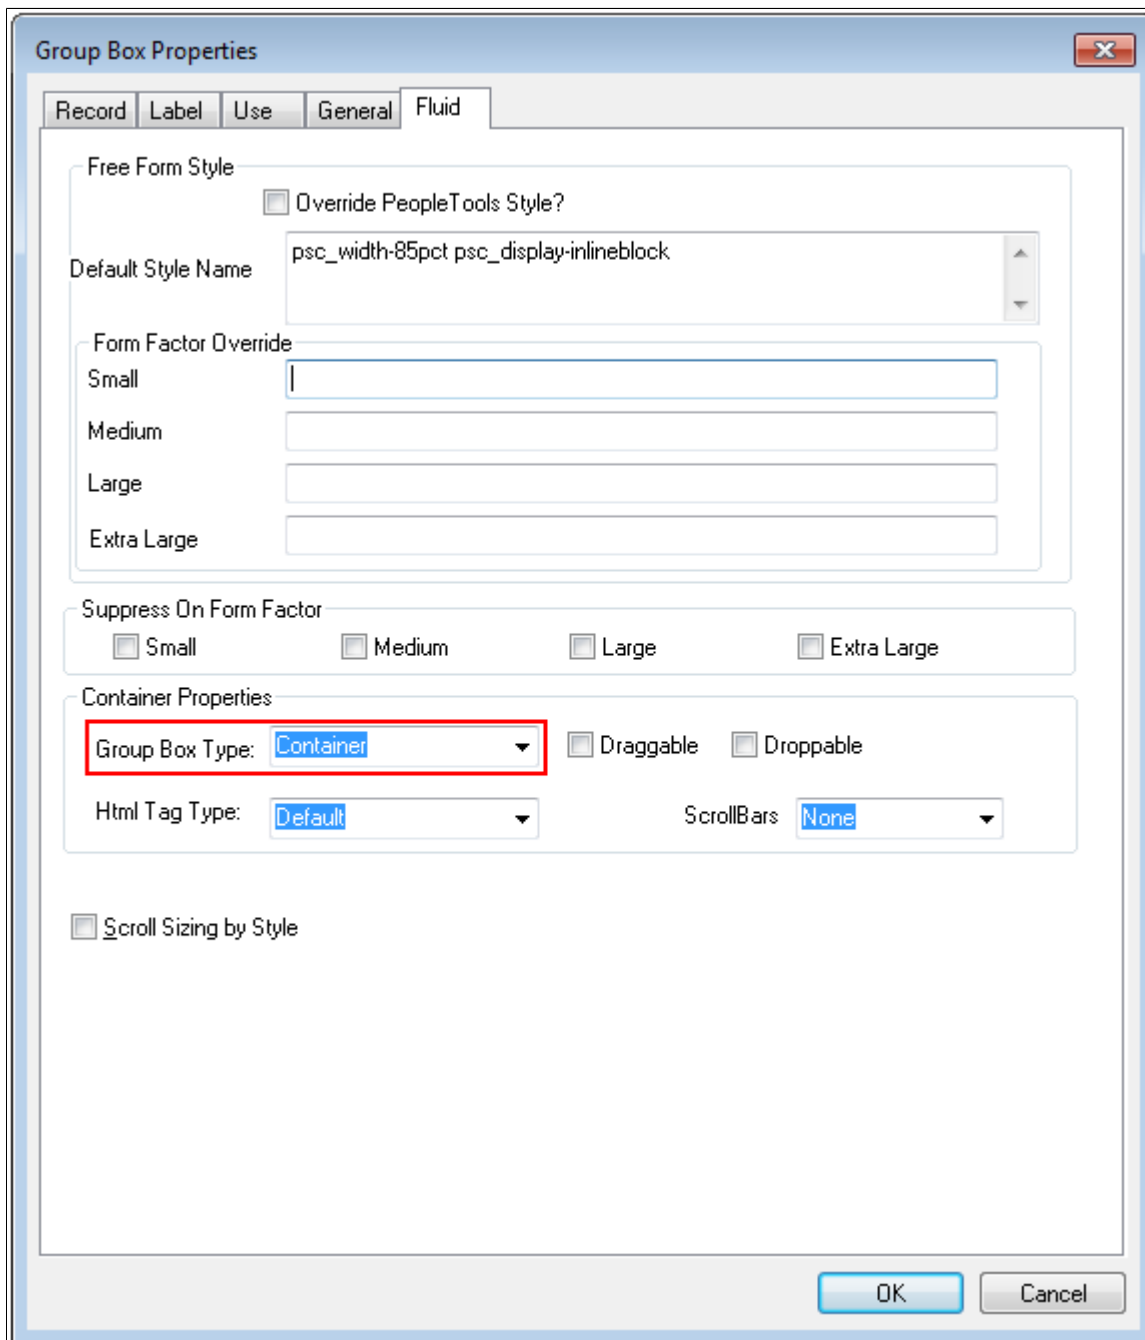 Group Box Properties
Record Label Use General Fluid
Free Form Style
Override PeopleTools Style?
Default Style Name psc_width-85pct psc_display-inlineblock
Form Factor Override
Small
Medium
Large
Extra Large
Suppress On Form Factor
Small Medium Large Extra Large
Container Properties
Group Box Type: Container Draggable Droppable
Html Tag Type: Default ScrollBars None
Scroll Sizing by Style
OK Cancel